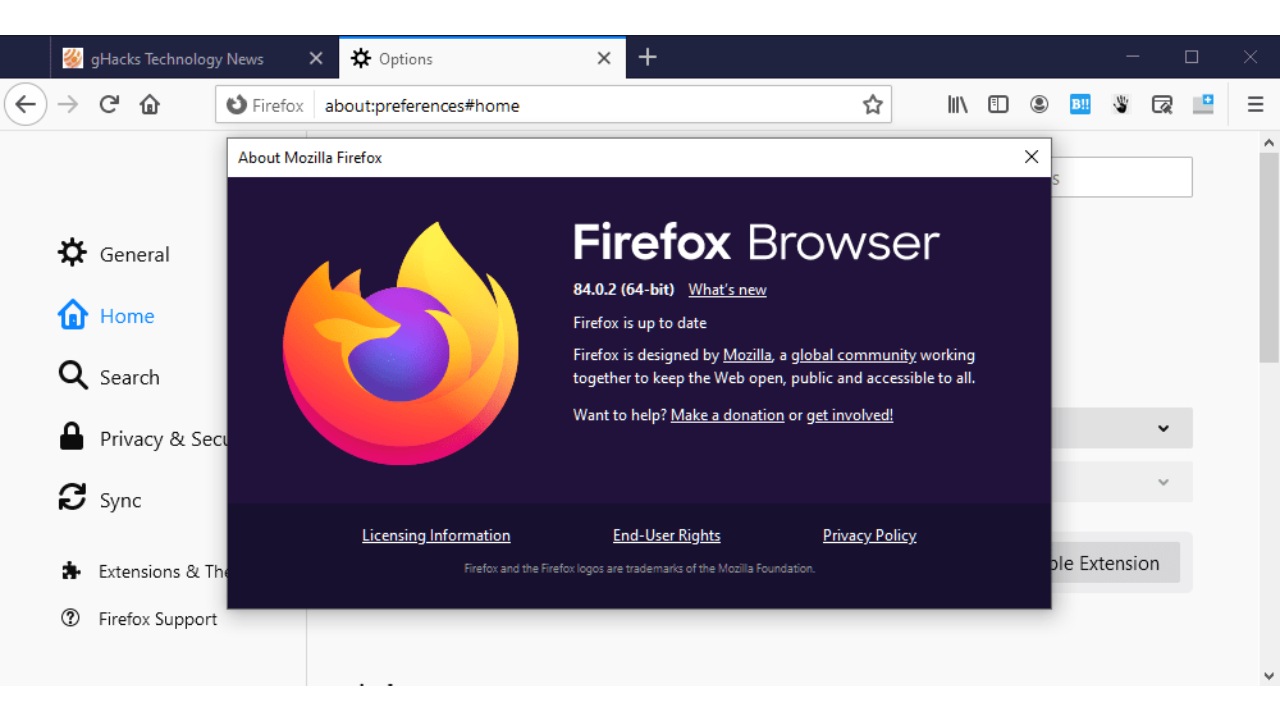 gHacks Technology News
Options
Firefox
about:preferences#home
B!!
About Mozilla Firefox
s
General
Home
Search
Privacy & Secu
Sync
Extensions & The
Firefox Support
Firefox Browser
84.0.2 (64-bit) What's new
Firefox is up to date
Firefox is designed by Mozilla, a global community working
together to keep the Web open, public and accessible to all.
Want to help? Make a donation or get involved!
Licensing Information
End-User Rights
Privacy Policy
Firefox and the Firefox logos are trademarks of the Mozilla Foundation.
ble Extension